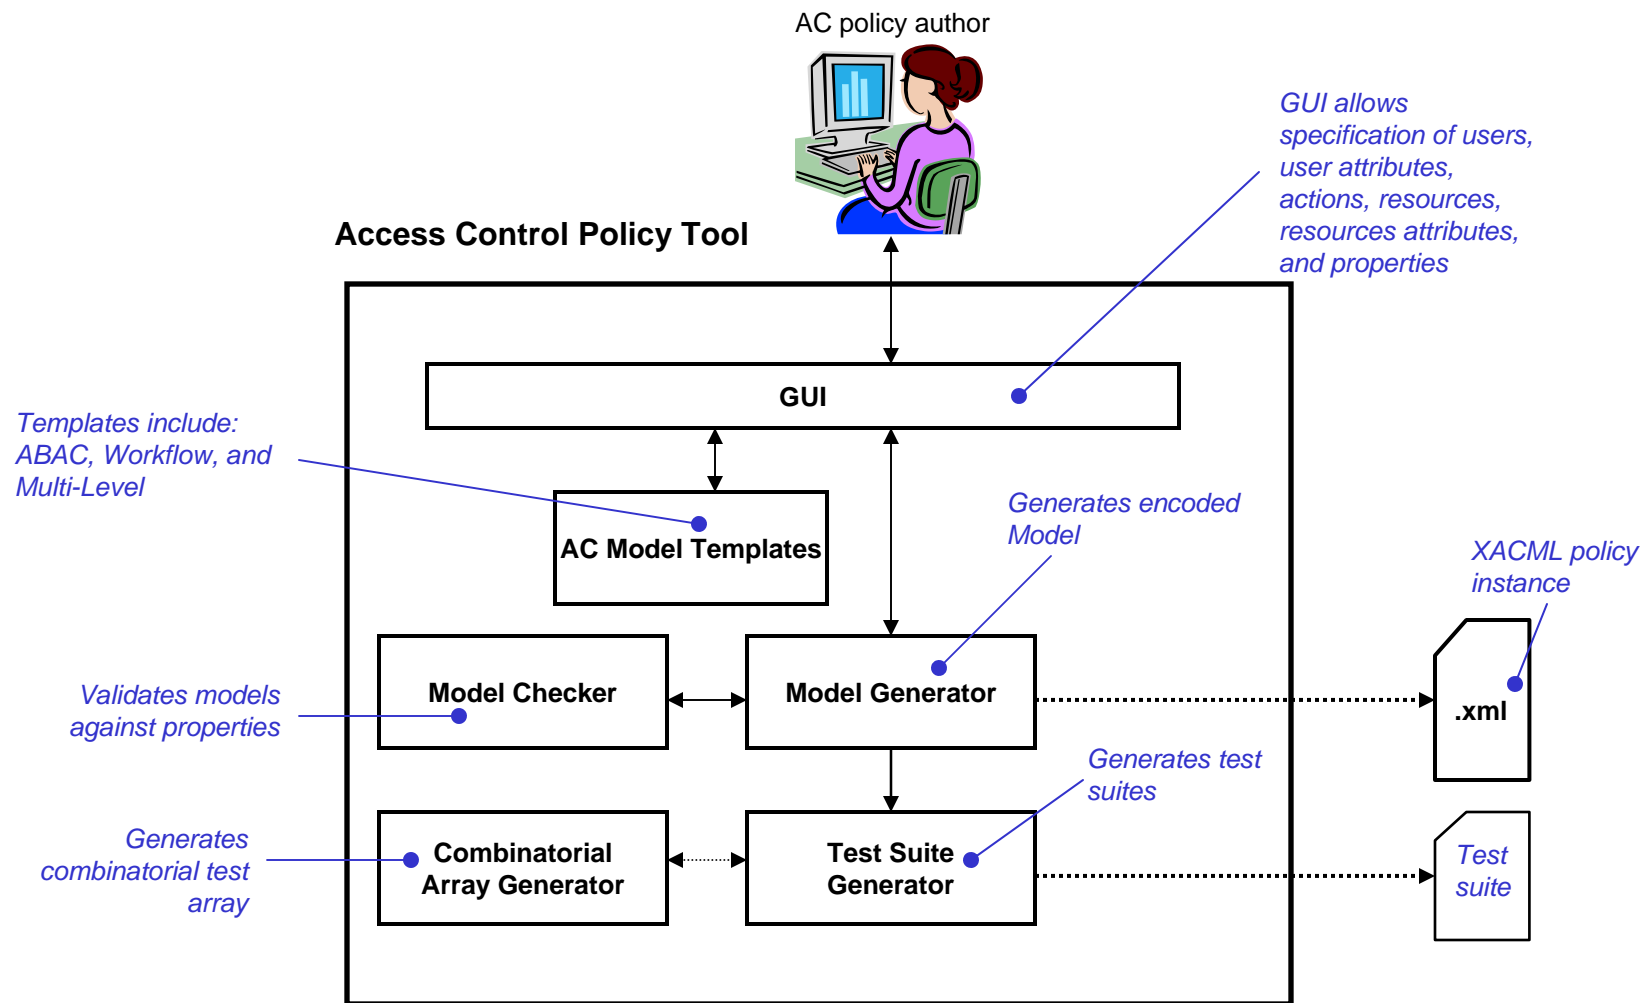 AC policy author
GUI allows
specification of users,
user attributes,
actions, resources,
resources attributes,
and properties
Access Control Policy Tool
GUI
Templates include:
ABAC, Workflow, and
Multi-Level
AC Model Templates
Generates encoded
Model
XACML policy
instance
Model Checker
Model Generator
Validates models
against properties
.xml
Generates test
suites
Generates
combinatorial test
array
Combinatorial
Array Generator
Test Suite
Generator
Test
suite